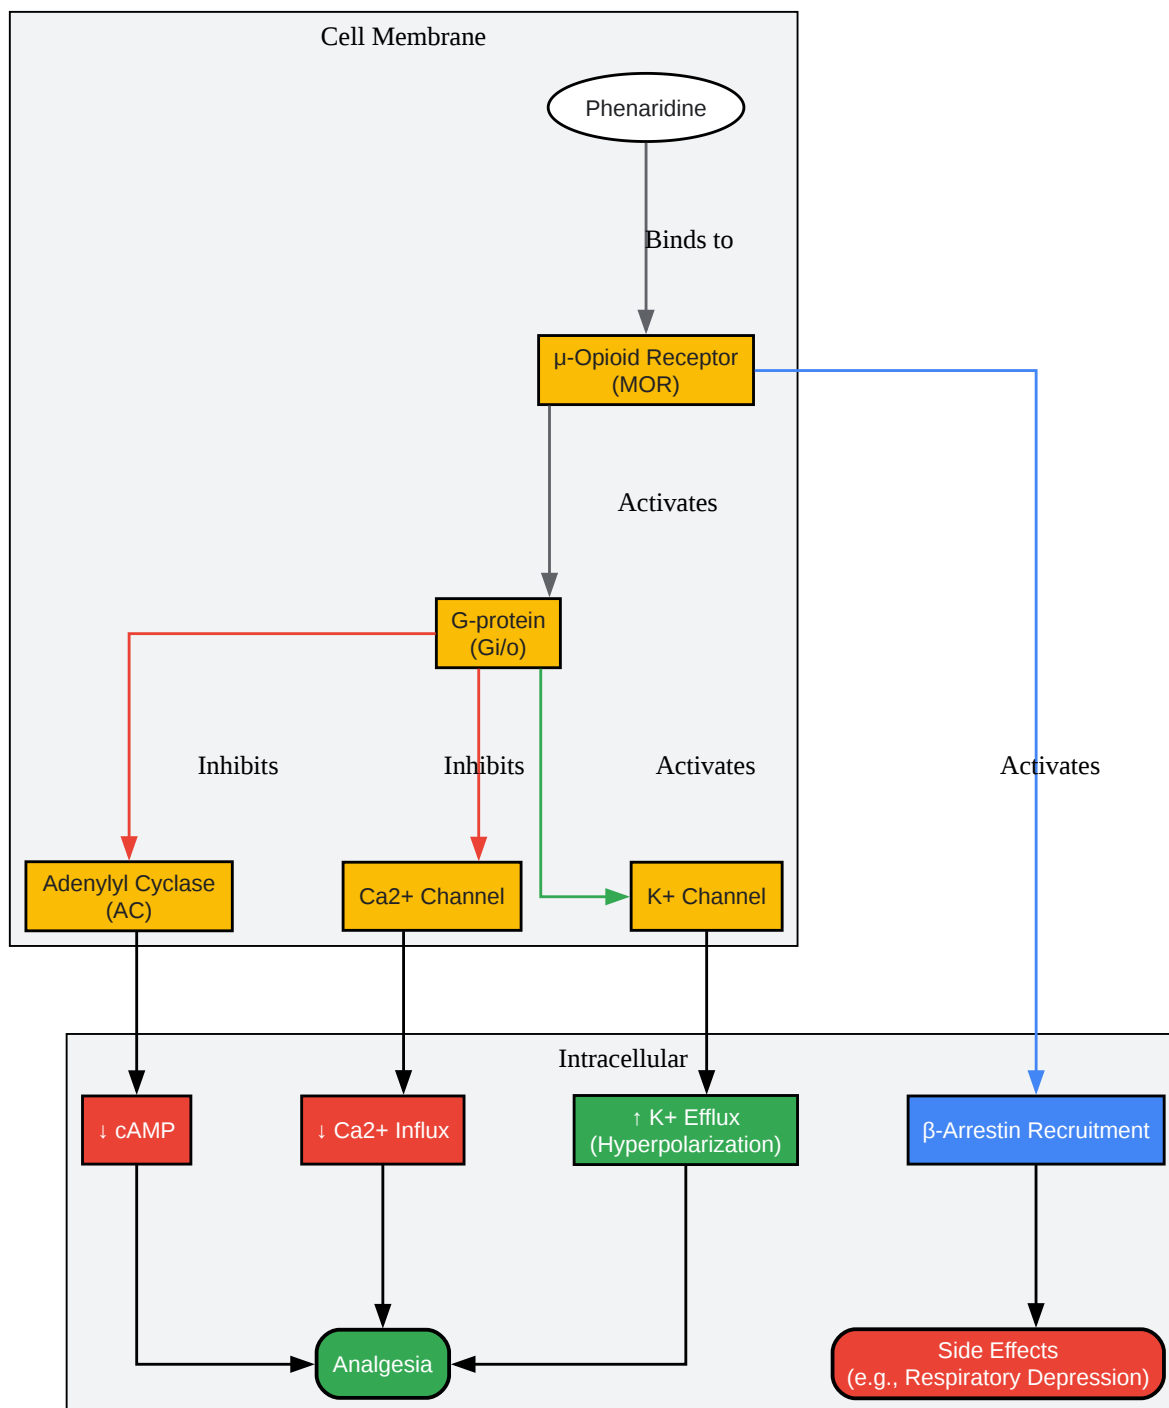 Cell Membrane
Phenaridine
Binds to
μ-Opioid Receptor
(MOR)
Activates
G-protein
(Gi/o)
Inhibits
Inhibits
Activates
Activates
Adenylyl Cyclase
(AC)
Ca2+ Channel
K+ Channel
Intracellular
↓ cAMP
↓ Ca2+ Influx
↑ K+ Efflux
(Hyperpolarization)
β-Arrestin Recruitment
Analgesia
Side Effects
(e.g., Respiratory Depression)